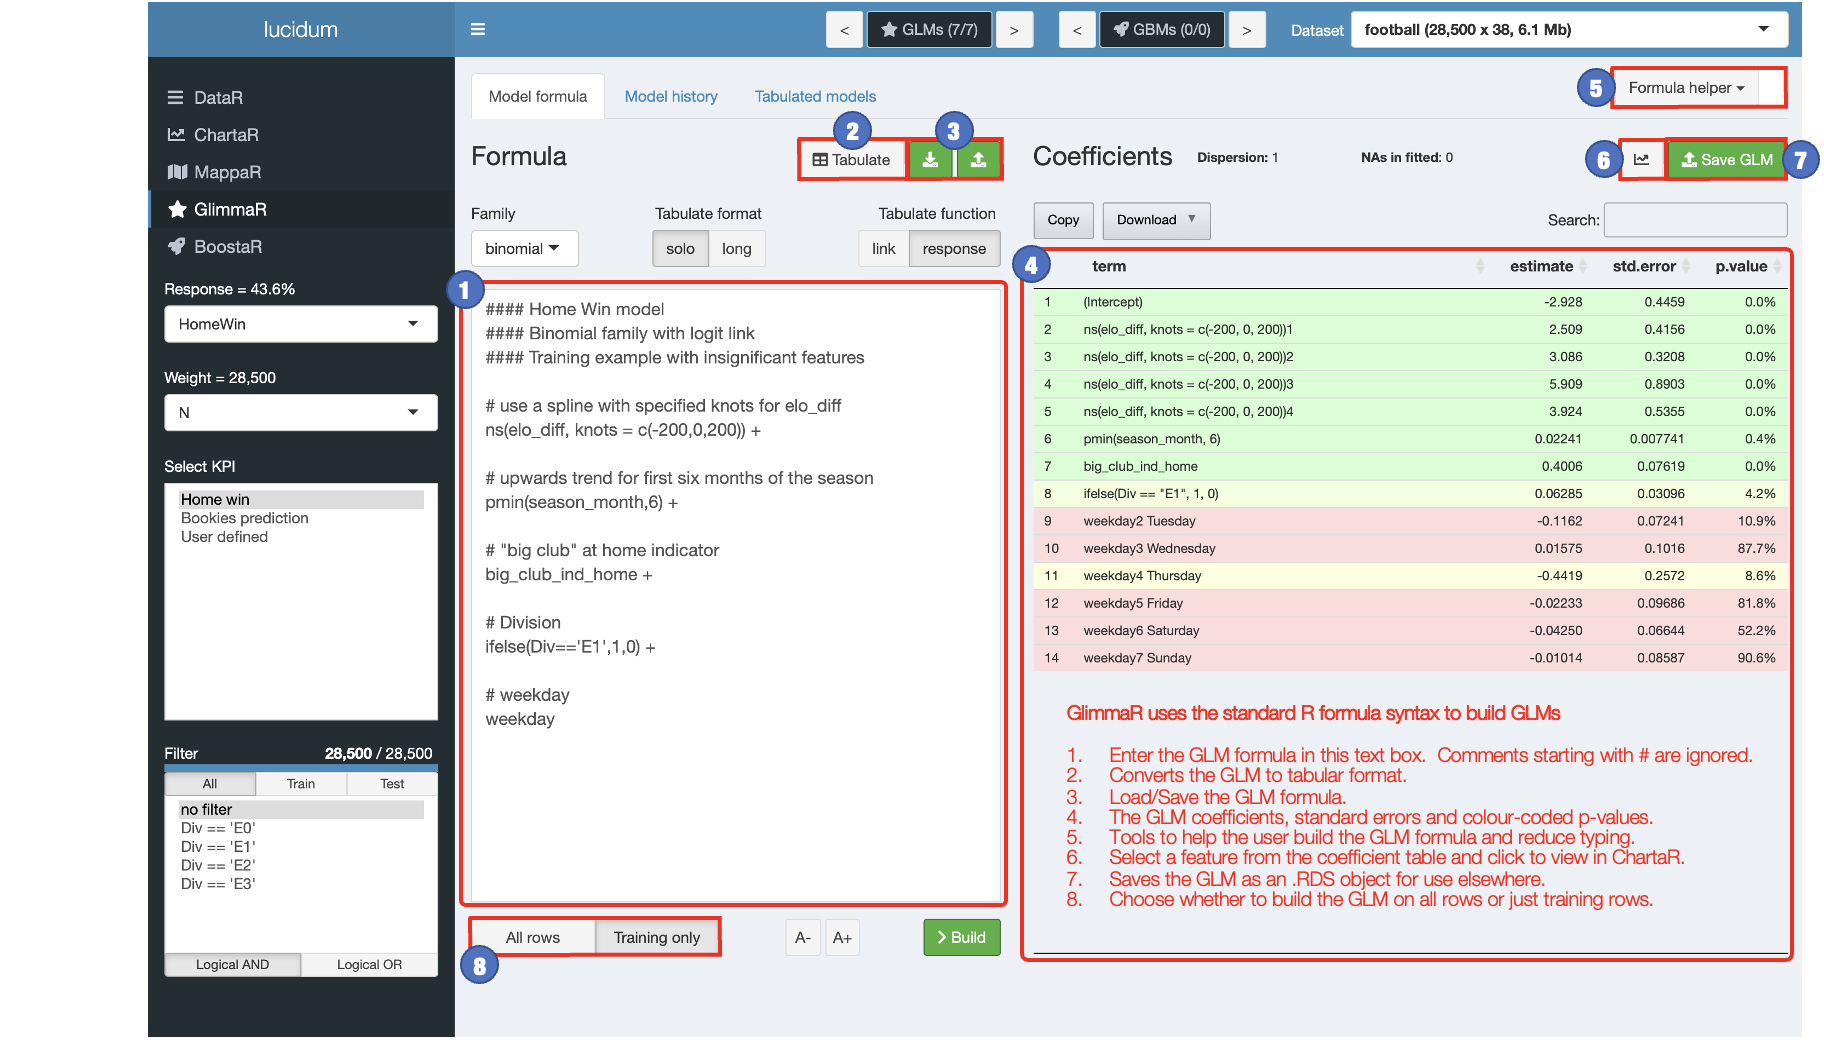 lucidum
< GLMs (7/7) > < GBMs (0/0) > Dataset football (28,500 x 38, 6.1 Mb)
DataR
ChartaR
MappaR
GlimmaR
BoostaR
Response = 43.6%
HomeWin
Weight = 28,500
N
Select KPI
Home win
Bookies prediction
User defined
Filter 28,500 / 28,500
All Train Test
no filter
Div == 'E0'
Div == 'E1'
Div == 'E2'
Div == 'E3'
Logical AND Logical OR
Model formula Model history Tabulated models
5 Formula helper
2 3
Formula Tabulate
Family Tabulate format Tabulate function
binomial solo long link response
1
#### Home Win model
#### Binomial family with logit link
#### Training example with insignificant features
# use a spline with specified knots for elo_diff
ns(elo_diff, knots = c(-200,0,200)) +
# upwards trend for first six months of the season
pmin(season_month,6) +
# "big club" at home indicator
big_club_ind_home +
# Division
ifelse(Div=='E1',1,0) +
# weekday
weekday
All rows Training only A- A+ Build
8
Coefficients Dispersion: 1 NAs in fitted: 0 6 Save GLM 7
Copy Download ▼ Search:
4
term estimate std.error p.value
1 (Intercept) -2.928 0.4459 0.0%
2 ns(elo_diff, knots = c(-200, 0, 200))1 2.509 0.4156 0.0%
3 ns(elo_diff, knots = c(-200, 0, 200))2 3.086 0.3208 0.0%
4 ns(elo_diff, knots = c(-200, 0, 200))3 5.909 0.8903 0.0%
5 ns(elo_diff, knots = c(-200, 0, 200))4 3.924 0.5355 0.0%
6 pmin(season_month, 6) 0.02241 0.007741 0.4%
7 big_club_ind_home 0.4006 0.07619 0.0%
8 ifelse(Div == "E1", 1, 0) 0.06285 0.03096 4.2%
9 weekday2 Tuesday -0.1162 0.07241 10.9%
10 weekday3 Wednesday 0.01575 0.1016 87.7%
11 weekday4 Thursday -0.4419 0.2572 8.6%
12 weekday5 Friday -0.02233 0.09686 81.8%
13 weekday6 Saturday -0.04250 0.06644 52.2%
14 weekday7 Sunday -0.01014 0.08587 90.6%
GlimmaR uses the standard R formula syntax to build GLMs
1. Enter the GLM formula in this text box. Comments starting with # are ignored.
2. Converts the GLM to tabular format.
3. Load/Save the GLM formula.
4. The GLM coefficients, standard errors and colour-coded p-values.
5. Tools to help the user build the GLM formula and reduce typing.
6. Select a feature from the coefficient table and click to view in ChartaR.
7. Saves the GLM as an .RDS object for use elsewhere.
8. Choose whether to build the GLM on all rows or just training rows.